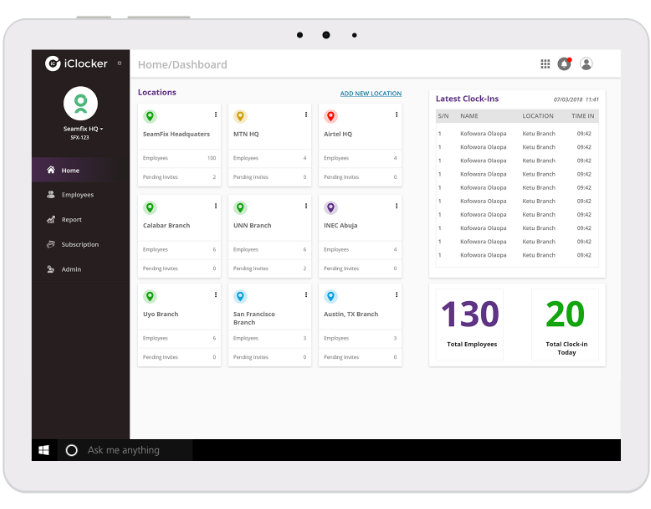 iClocker
Home/Dashboard
Seamfix HQ
SFX-123
Home
Employees
Report
Subscription
Admin
Locations
ADD NEW LOCATION
SeamFix Headquaters
Employees 100
Pending Invites 2
MTN HQ
Employees 4
Pending Invites 0
Airtel HQ
Employees 4
Pending Invites 0
Calabar Branch
Employees 6
Pending Invites 0
UNN Branch
Employees 6
Pending Invites 2
INEC Abuja
Employees 4
Pending Invites 0
Uyo Branch
Employees 6
Pending Invites 0
San Francisco
Branch
Employees 3
Pending Invites 0
Austin, TX Branch
Employees 3
Pending Invites 0
Latest Clock-Ins 07/03/2018 11:41
S/N NAME LOCATION TIME IN
1 Kofowora Olaopa Ketu Branch 09:42
1 Kofowora Olaopa Ketu Branch 09:42
1 Kofowora Olaopa Ketu Branch 09:42
1 Kofowora Olaopa Ketu Branch 09:42
1 Kofowora Olaopa Ketu Branch 09:42
1 Kofowora Olaopa Ketu Branch 09:42
1 Kofowora Olaopa Ketu Branch 09:42
1 Kofowora Olaopa Ketu Branch 09:42
1 Kofowora Olaopa Ketu Branch 09:42
1 Kofowora Olaopa Ketu Branch 09:42
130
Total Employees
20
Total Clock-in
Today
Ask me anything